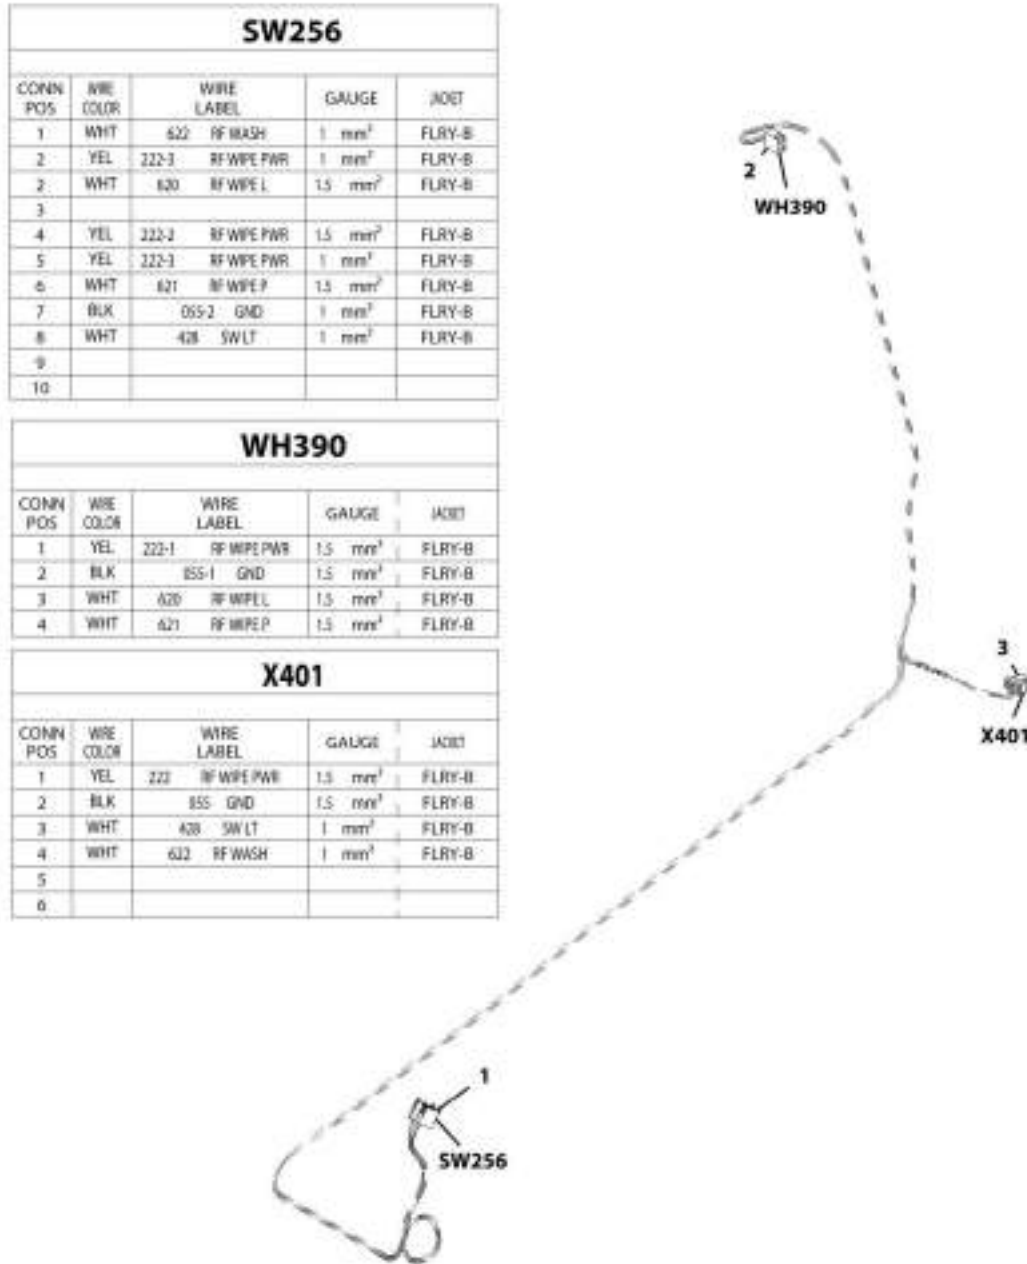 SW256
CONN POS WIRE COLOR WIRE LABEL GAUGE JACKET
1 WHT 622 RF WASH 1 mm² FLRY-B
2 YEL 222-3 RF WIPE PWR 1 mm² FLRY-B
2 WHT 620 RF WIPE L 1.5 mm² FLRY-B
3
4 YEL 222-2 RF WIPE PWR 1.5 mm² FLRY-B
5 YEL 222-3 RF WIPE PWR 1 mm² FLRY-B
6 WHT 621 RF WIPE P 1.5 mm² FLRY-B
7 BLK 055-2 GND 1 mm² FLRY-B
8 WHT 428 SW LT 1 mm² FLRY-B
9
10
WH390
CONN POS WIRE COLOR WIRE LABEL GAUGE JACKET
1 YEL 222-1 RF WIPE PWR 1.5 mm² FLRY-B
2 BLK 055-1 GND 1.5 mm² FLRY-B
3 WHT 620 RF WIPE L 1.5 mm² FLRY-B
4 WHT 621 RF WIPE P 1.5 mm² FLRY-B
X401
CONN POS WIRE COLOR WIRE LABEL GAUGE JACKET
1 YEL 222 RF WIPE PWR 1.5 mm² FLRY-B
2 BLK 055 GND 1.5 mm² FLRY-B
3 WHT 428 SW LT 1 mm² FLRY-B
4 WHT 622 RF WASH 1 mm² FLRY-B
5
6
2
WH390
3
X401
1
SW256